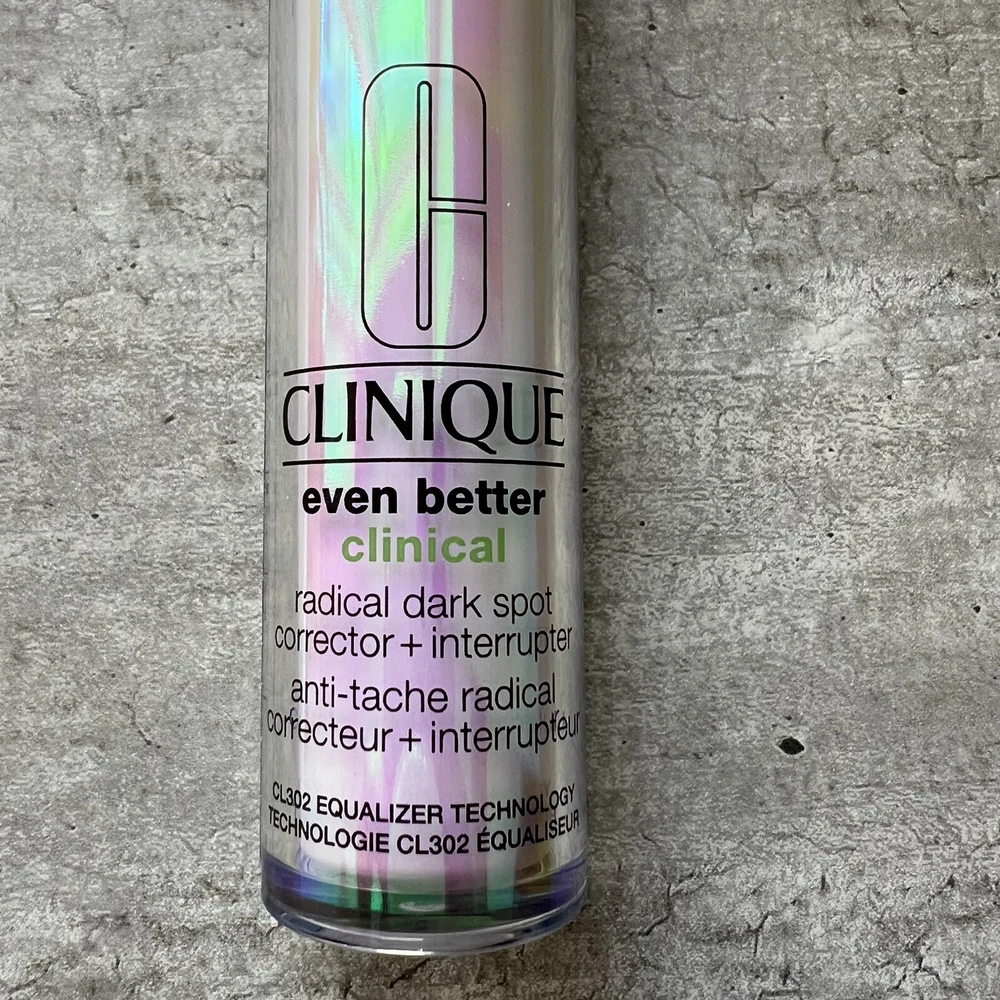 C
CLINIQUE
even better
clinical
radical dark spot
corrector + interrupter
anti-tache radical
correcteur + interrupteur
CL302 EQUALIZER TECHNOLOGY
TECHNOLOGIE CL302 ÉQUALISEUR